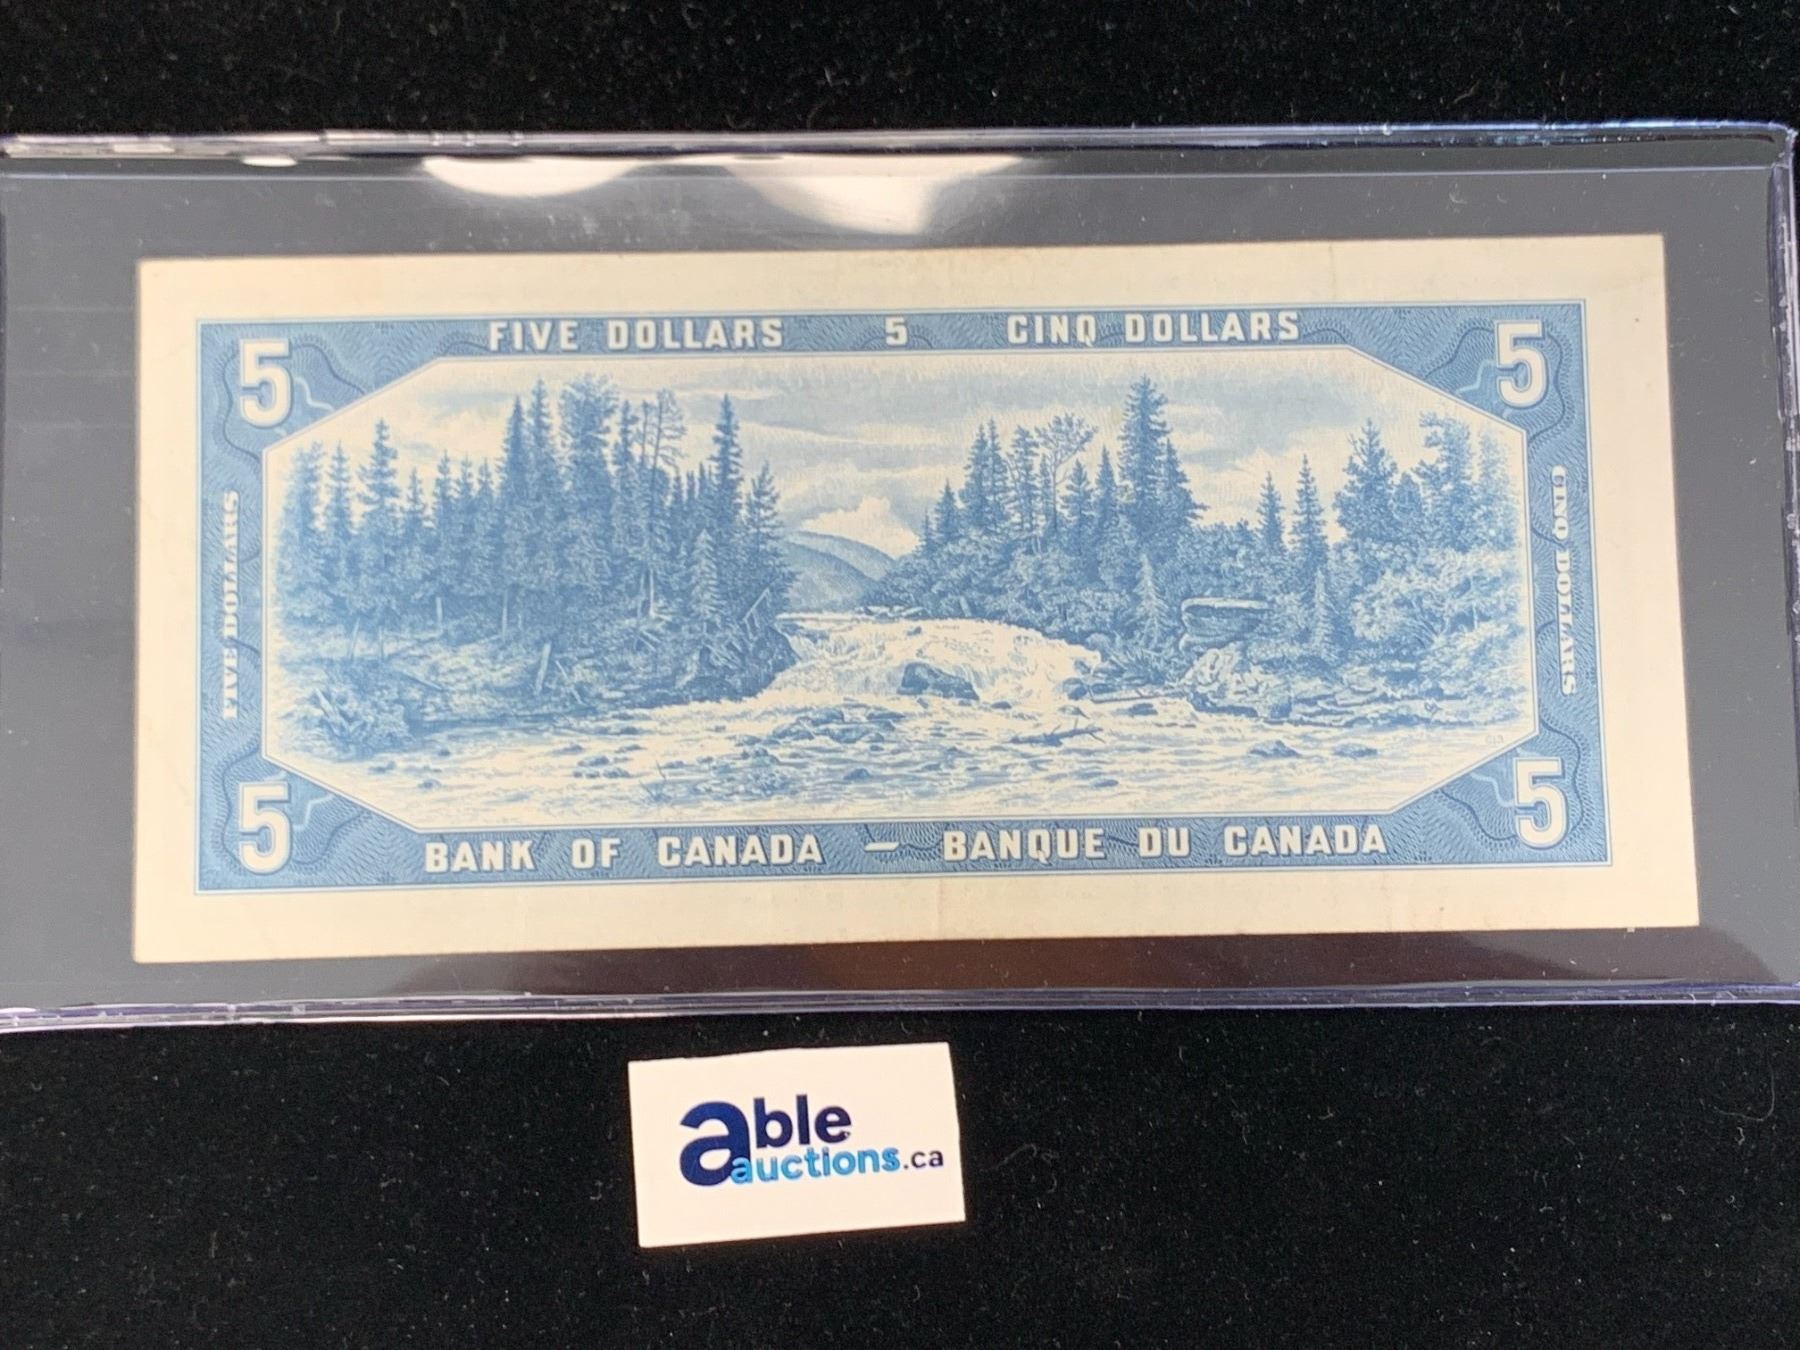 FIVE DOLLARS 5 CINQ DOLLARS
5 5
FIVE DOLLARS
CINQ DOLLARS
5 5
BANK OF CANADA – BANQUE DU CANADA
able
auctions.ca